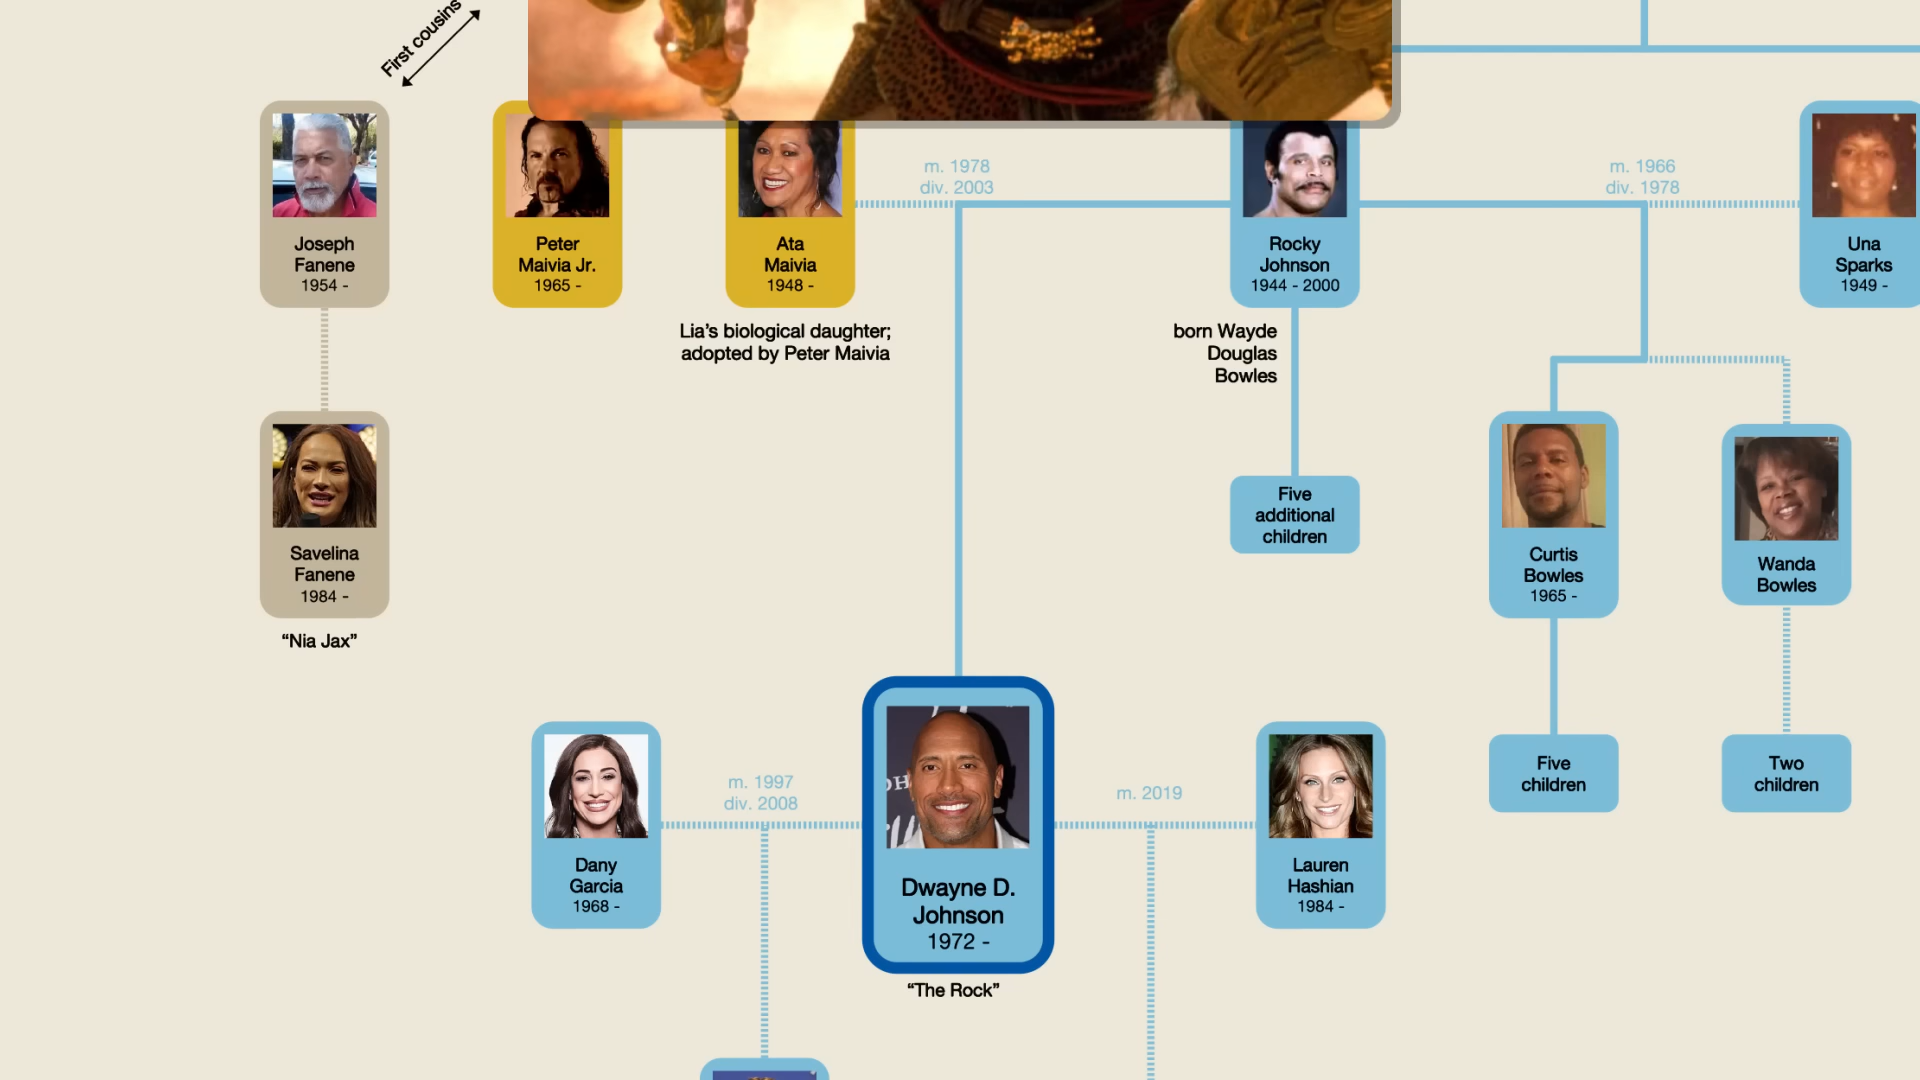 First cousins
m. 1978
div. 2003
m. 1966
div. 1978
Joseph
Fanene
1954 -
Peter
Maivia Jr.
1965 -
Ata
Maivia
1948 -
Rocky
Johnson
1944 - 2000
Una
Sparks
1949 -
Lia’s biological daughter;
adopted by Peter Maivia
born Wayde
Douglas
Bowles
Five
additional
children
Savelina
Fanene
1984 -
“Nia Jax”
Curtis
Bowles
1965 -
Wanda
Bowles
m. 1997
div. 2008
m. 2019
Five
children
Two
children
Dany
Garcia
1968 -
Dwayne D.
Johnson
1972 -
Lauren
Hashian
1984 -
“The Rock”